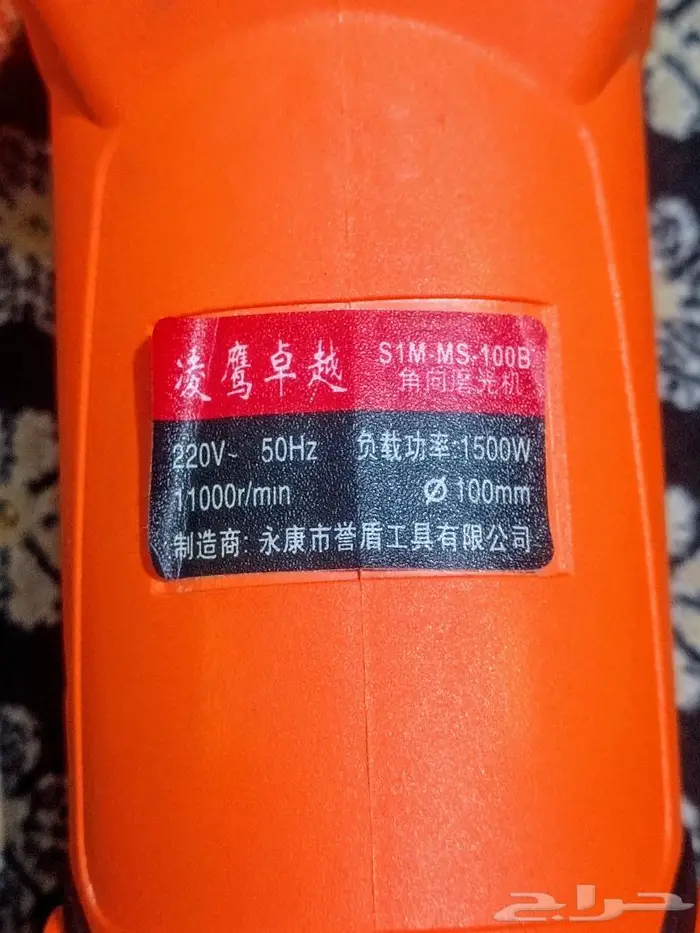 凌鹰卓越
S1M-MS-100B
角向磨光机
220V~ 50Hz 负载功率:1500W
11000r/min Ø 100mm
制造商: 永康市誉盾工具有限公司
حراج